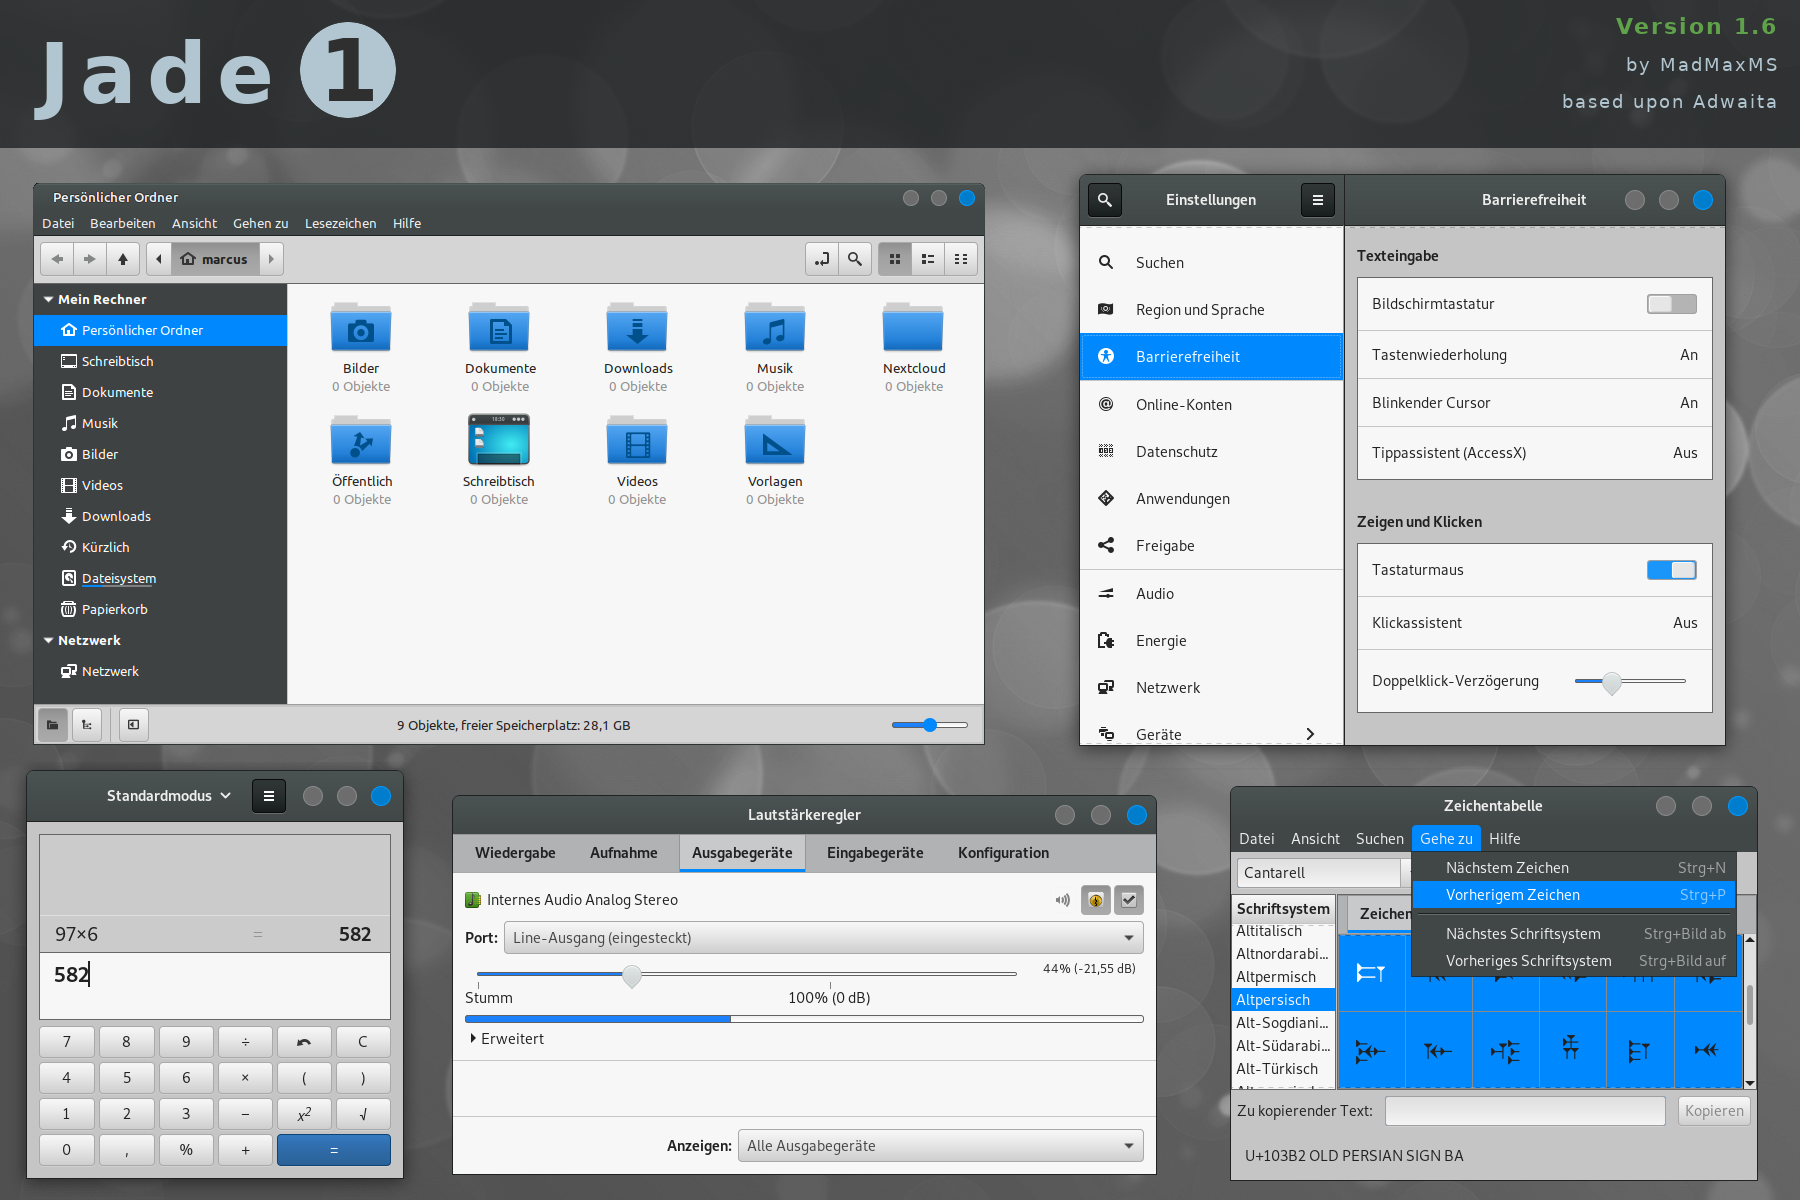 Jade 1
Version 1.6
by MadMaxMS
based upon Adwaita
Persönlicher Ordner
Datei Bearbeiten Ansicht Gehen zu Lesezeichen Hilfe
marcus
Mein Rechner
Persönlicher Ordner
Schreibtisch
Dokumente
Musik
Bilder
Videos
Downloads
Kürzlich
Dateisystem
Papierkorb
Netzwerk
Netzwerk
Bilder Dokumente Downloads Musik Nextcloud
0 Objekte 0 Objekte 0 Objekte 0 Objekte 0 Objekte
Öffentlich Schreibtisch Videos Vorlagen
0 Objekte 0 Objekte 0 Objekte 0 Objekte
9 Objekte, freier Speicherplatz: 28,1 GB
Einstellungen
Barrierefreiheit
Suchen
Region und Sprache
Barrierefreiheit
Online-Konten
Datenschutz
Anwendungen
Freigabe
Audio
Energie
Netzwerk
Geräte
Texteingabe
Bildschirmtastatur
Tastenwiederholung An
Blinkender Cursor An
Tippassistent (AccessX) Aus
Zeigen und Klicken
Tastaturmaus
Klickassistent Aus
Doppelklick-Verzögerung
Standardmodus
97×6 = 582
582
7 8 9 ÷ C
4 5 6 × ( )
1 2 3 − x² √
0 , % + =
Lautstärkeregler
Wiedergabe Aufnahme Ausgabegeräte Eingabegeräte Konfiguration
Internes Audio Analog Stereo
Port: Line-Ausgang (eingesteckt)
44% (-21,55 dB)
Stumm 100% (0 dB)
Erweitert
Anzeigen: Alle Ausgabegeräte
Zeichentabelle
Datei Ansicht Suchen Gehe zu Hilfe
Cantarell
Nächstem Zeichen Strg+N
Vorherigem Zeichen Strg+P
Nächstes Schriftsystem Strg+Bild ab
Vorheriges Schriftsystem Strg+Bild auf
Schriftsystem
Zeichen
Altitalisch
Altnordarabi...
Altpermisch
Altpersisch
Alt-Sogdiani...
Alt-Südarabi...
Alt-Türkisch
Zu kopierender Text: Kopieren
U+103B2 OLD PERSIAN SIGN BA